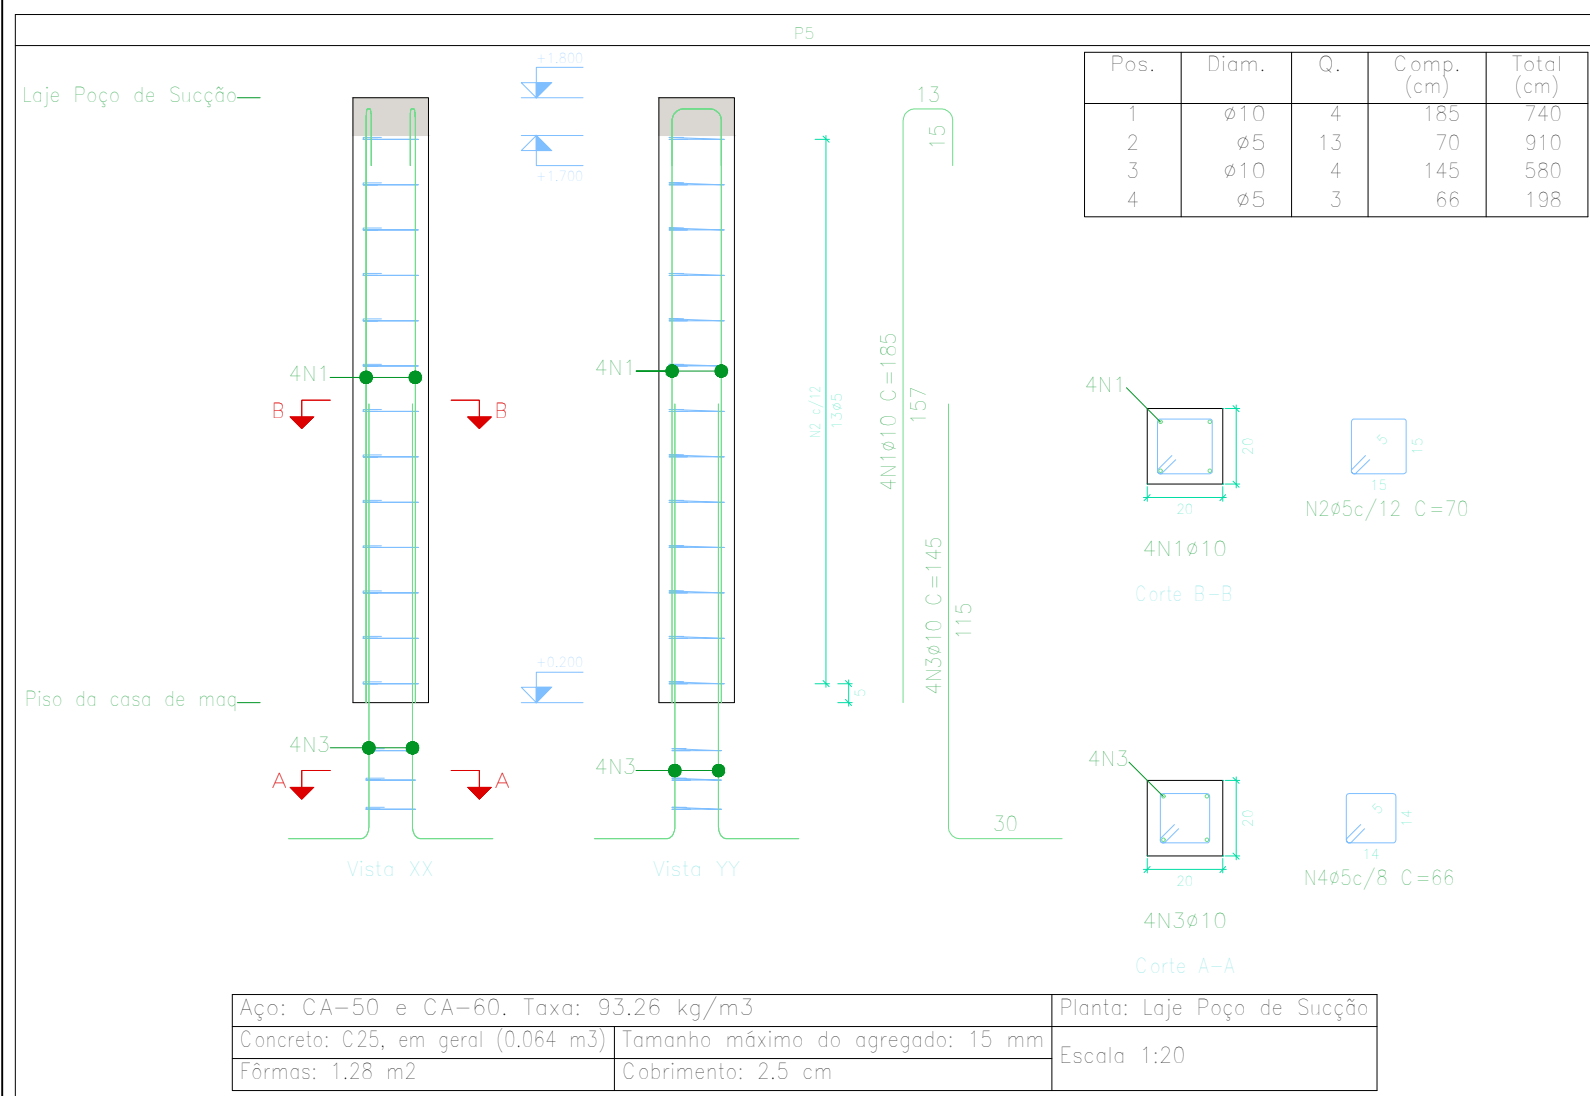 P5
Pos. Diam. Q. Comp. (cm) Total (cm)
1 ø10 4 185 740
2 ø5 13 70 910
3 ø10 4 145 580
4 ø5 3 66 198
Laje Poço de Sucção
+1.800
+1.700
13
15
4N1
4N1
B
B
N2 c/12
13ø5
4N1ø10 C=185
157
4N3ø10 C=145
115
4N1
20
20
4N1ø10
Corte B-B
5
15
15
N2ø5c/12 C=70
+0.200
5
Piso da casa de maq
4N3
4N3
A
A
30
Vista XX
Vista YY
4N3
20
20
4N3ø10
Corte A-A
5
14
14
N4ø5c/8 C=66
Aço: CA-50 e CA-60. Taxa: 93.26 kg/m3
Planta: Laje Poço de Sucção
Concreto: C25, em geral (0.064 m3)
Tamanho máximo do agregado: 15 mm
Escala 1:20
Fôrmas: 1.28 m2
Cobrimento: 2.5 cm